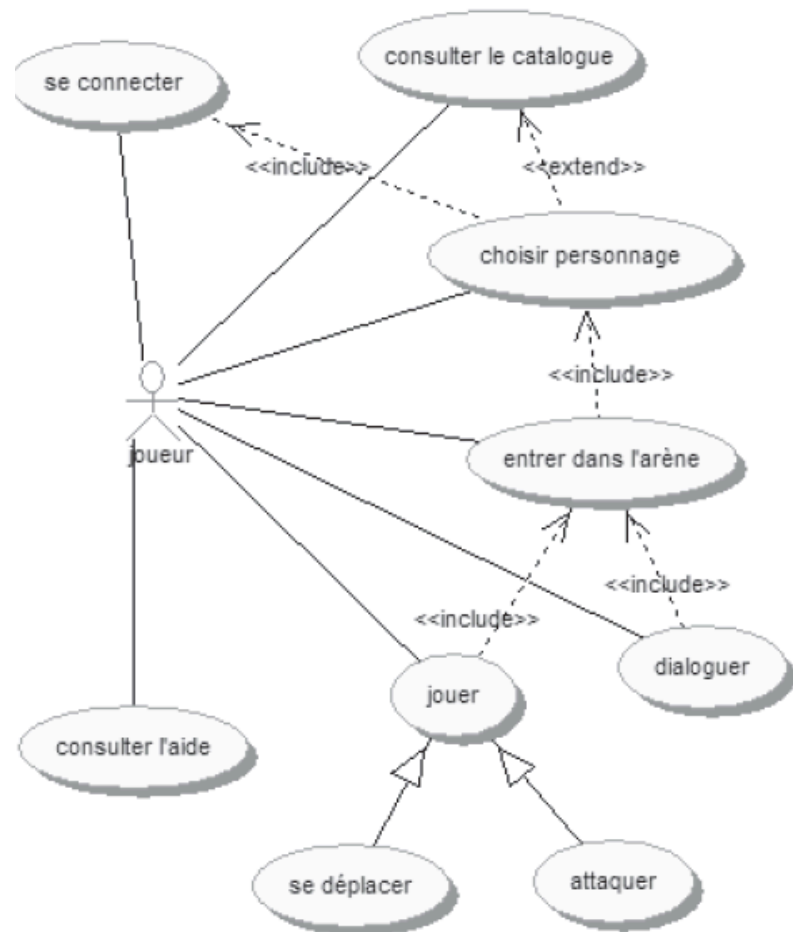 consulter le catalogue
se connecter
<<include>>
<<extend>>
choisir personnage
<<include>>
joueur
entrer dans l'arène
<<include>>
<<include>>
dialoguer
jouer
consulter l'aide
se déplacer
attaquer